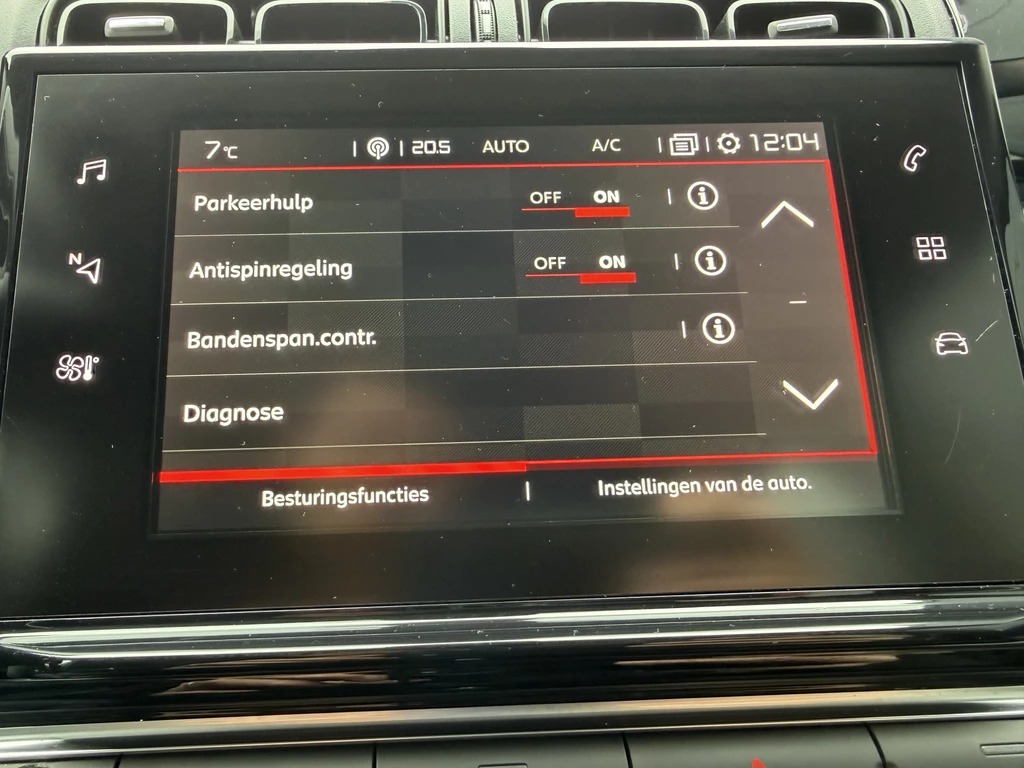 7 °C 20.5 AUTO A/C 12:04
Parkeerhulp OFF ON i
N
Antispinregeling OFF ON i
Bandenspan.contr. i
Diagnose
Besturingsfuncties Instellingen van de auto.